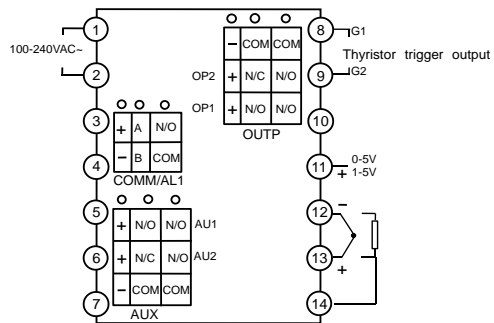 1
100-240VAC~
2
3
4
5
6
7
− COM COM
OP2 + N/C N/O
OP1 + N/O N/O
OUTP
+ A N/O
− B COM
COMM/AL1
+ N/O N/O AU1
+ N/C N/O AU2
− COM COM
AUX
8 G1
Thyristor trigger output
9 G2
10
11 0-5V
+ 1-5V
12 −
13 +
14